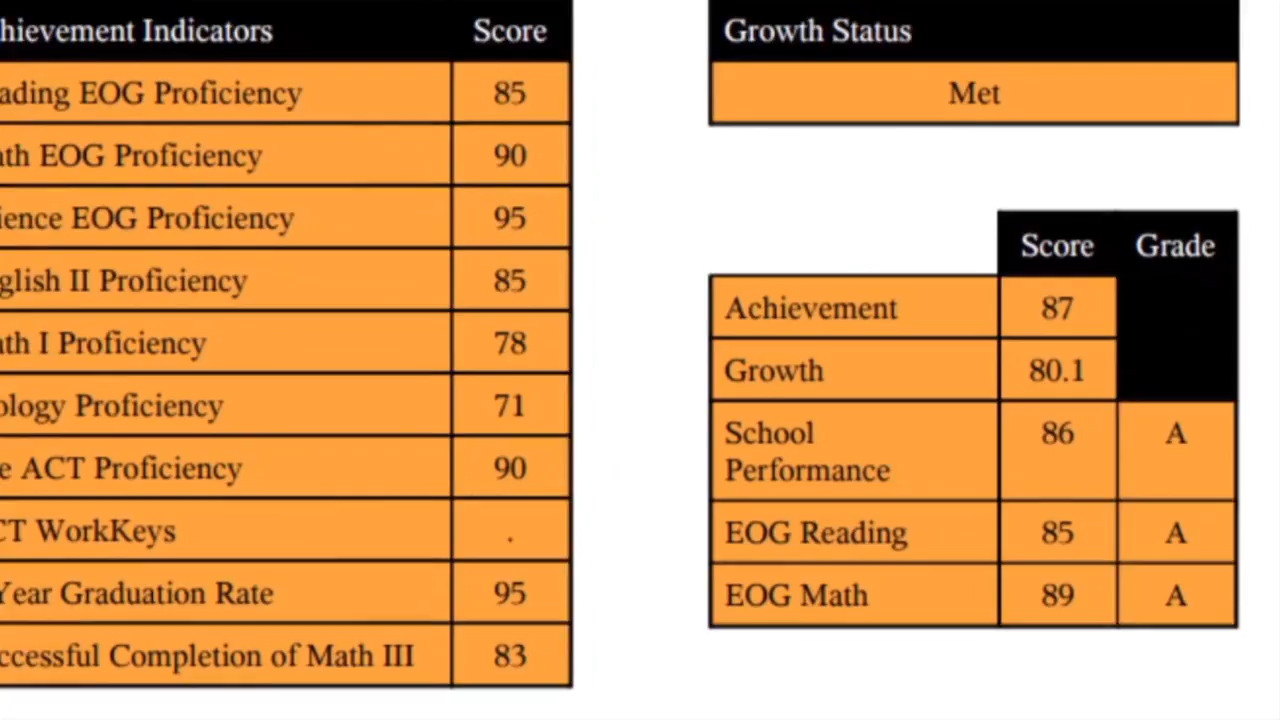 hievement Indicators Score
ading EOG Proficiency 85
ath EOG Proficiency 90
ience EOG Proficiency 95
glish II Proficiency 85
ath I Proficiency 78
ology Proficiency 71
e ACT Proficiency 90
CT WorkKeys .
Year Graduation Rate 95
ccessful Completion of Math III 83
Growth Status
Met
Score Grade
Achievement 87
Growth 80.1
School 86 A
Performance
EOG Reading 85 A
EOG Math 89 A